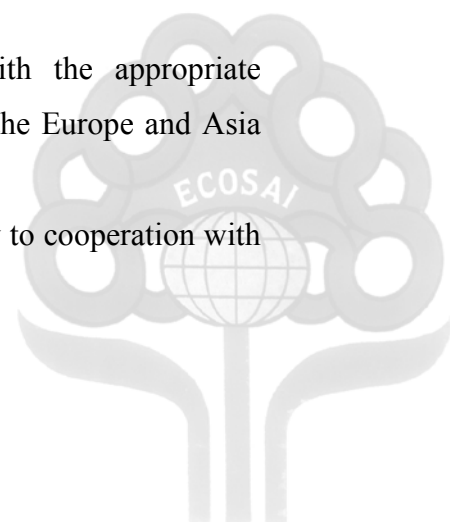 ith the appropriate
he Europe and Asia
ECOSAI
to cooperation with